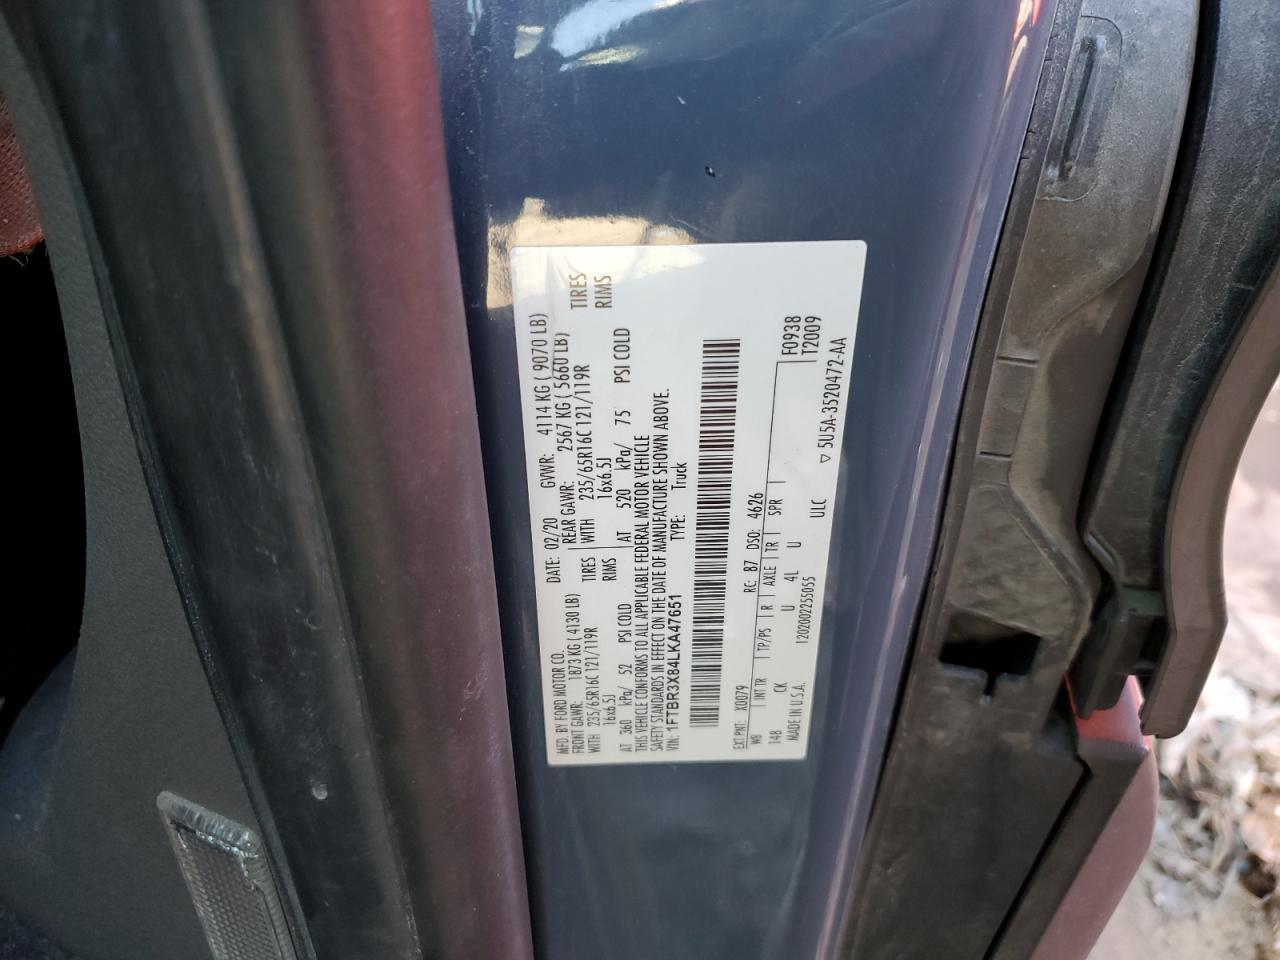 MFD. BY FORD MOTOR CO. DATE: 02/20 GVWR: 4114 KG ( 9070 LB)
FRONT GAWR: 1873 KG ( 4130 LB) REAR GAWR: 2567 KG ( 5660 LB)
WITH 235/65R16C 121/119R TIRES WITH 235/65R16C 121/119R TIRES
16x6.5J RIMS 16x6.5J RIMS
AT 360 kPa/ 52 PSI COLD AT 520 kPa/ 75 PSI COLD
THIS VEHICLE CONFORMS TO ALL APPLICABLE FEDERAL MOTOR VEHICLE
SAFETY STANDARDS IN EFFECT ON THE DATE OF MANUFACTURE SHOWN ABOVE.
VIN: 1FTBR3X84LKA47651 TYPE: Truck
EXT PNT: X0079 RC: B7 DSO: 4626 F0938
WB INT TR TP/PS R AXLE TR SPR T2009
148 CK U 4L U
MADE IN U.S.A. 1202002255055 ULC ▽ 5U5A-3520472-AA